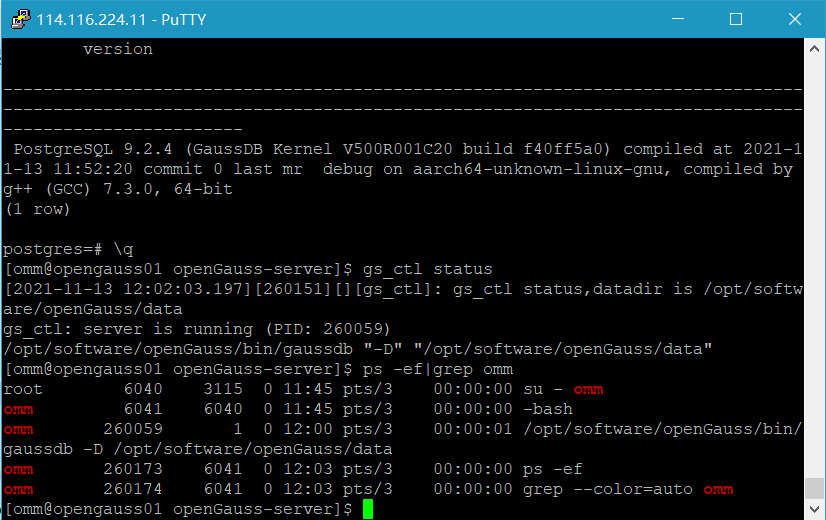 114.116.224.11 - PuTTY
version
--------------------------------------------------------------------------------
--------------------------------------------------------------------------------
------------------------
PostgreSQL 9.2.4 (GaussDB Kernel V500R001C20 build f40ff5a0) compiled at 2021-1
1-13 11:52:20 commit 0 last mr  debug on aarch64-unknown-linux-gnu, compiled by
g++ (GCC) 7.3.0, 64-bit
(1 row)
postgres=# \q
[omm@opengauss01 openGauss-server]$ gs_ctl status
[2021-11-13 12:02:03.197][260151][][gs_ctl]: gs_ctl status,datadir is /opt/softw
are/openGauss/data
gs_ctl: server is running (PID: 260059)
/opt/software/openGauss/bin/gaussdb "-D" "/opt/software/openGauss/data"
[omm@opengauss01 openGauss-server]$ ps -ef|grep omm
root        6040    3115  0 11:45 pts/3    00:00:00 su - omm
omm         6041    6040  0 11:45 pts/3    00:00:00 -bash
omm       260059       1  0 12:00 pts/3    00:00:01 /opt/software/openGauss/bin/
gaussdb -D /opt/software/openGauss/data
omm       260173    6041  0 12:03 pts/3    00:00:00 ps -ef
omm       260174    6041  0 12:03 pts/3    00:00:00 grep --color=auto omm
[omm@opengauss01 openGauss-server]$